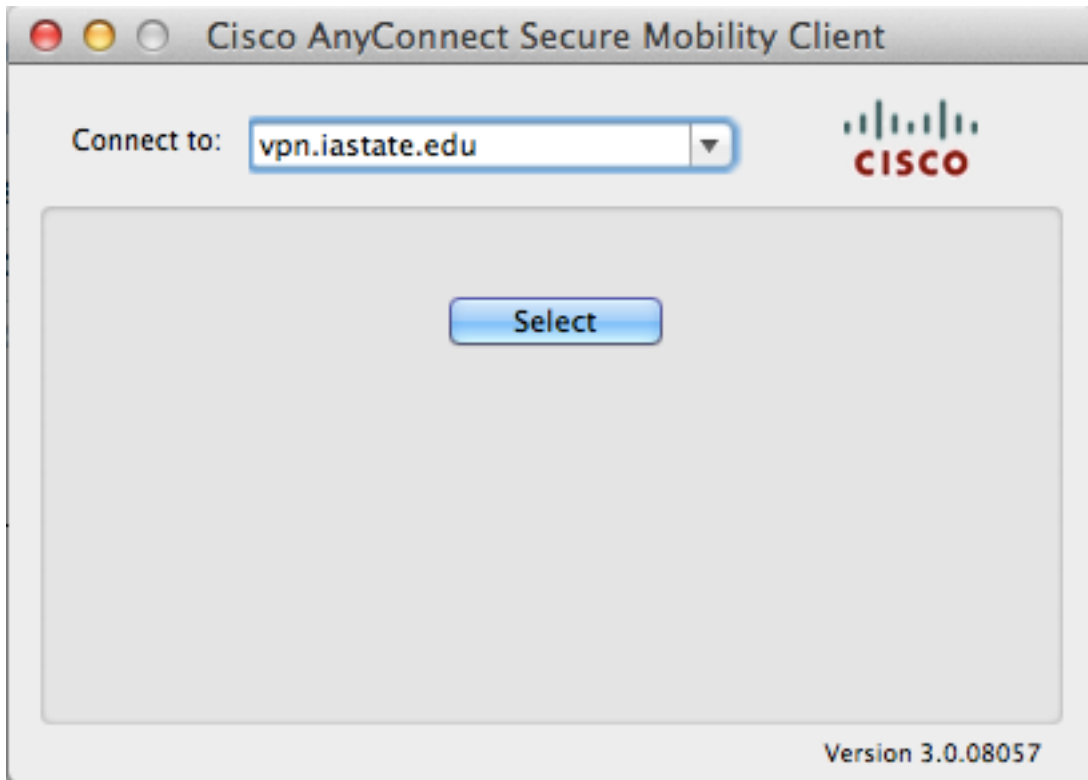 Cisco AnyConnect Secure Mobility Client
Connect to: vpn.iastate.edu
CISCO
Select
Version 3.0.08057